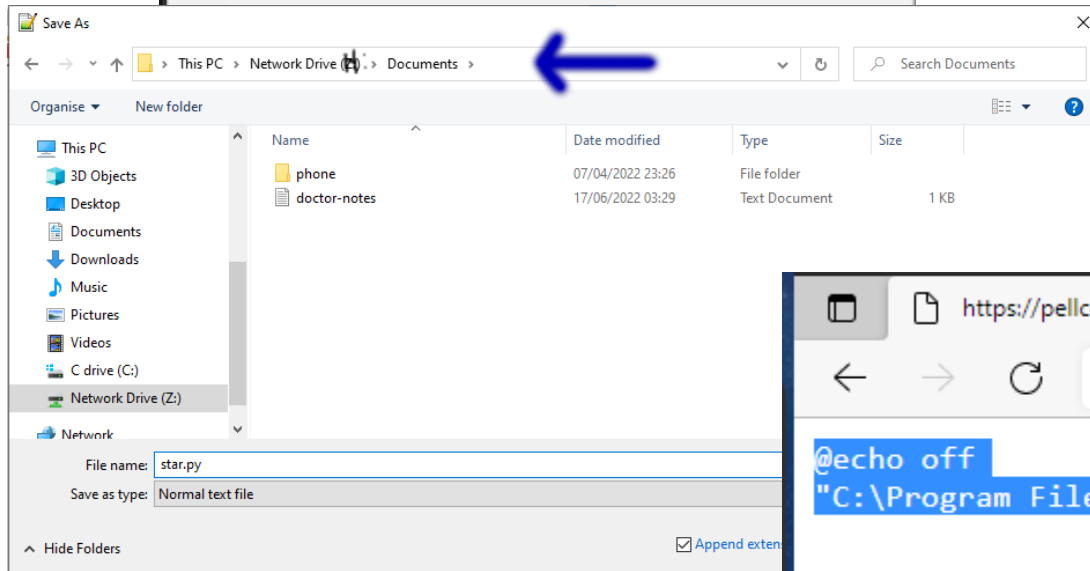 Save As
This PC > Network Drive (H:) > Documents >
Search Documents
Organise
New folder
This PC
3D Objects
Desktop
Documents
Downloads
Music
Pictures
Videos
C drive (C:)
Network Drive (Z:)
Network
Name Date modified Type Size
phone 07/04/2022 23:26 File folder
doctor-notes 17/06/2022 03:29 Text Document 1 KB
File name: star.py
Save as type: Normal text file
Hide Folders
Append exten
https://pellc
@echo off
"C:\Program File